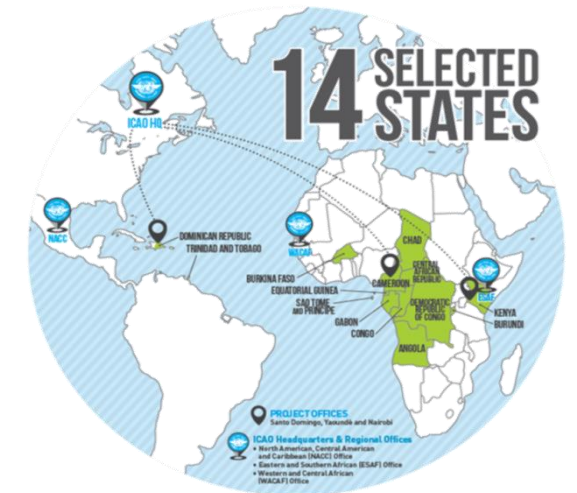 14 SELECTED
STATES
ICAO HQ
NACC
DOMINICAN REPUBLIC
TRINIDAD AND TOBAGO
WACAF
BURKINA FASO
EQUATORIAL GUINEA
SAO TOME
AND PRINCIPE
GABON
CONGO
CHAD
CENTRAL
AFRICAN
REPUBLIC
CAMEROON
DEMOCRATIC
REPUBLIC
OF CONGO
ANGOLA
ESAF
KENYA
BURUNDI
PROJECT OFFICES
Santo Domingo, Yaoundé and Nairobi
ICAO Headquarters & Regional Offices
• North American, Central American
and Caribbean (NACC) Office
• Eastern and Southern African (ESAF) Office
• Western and Central African
(WACAF) Office